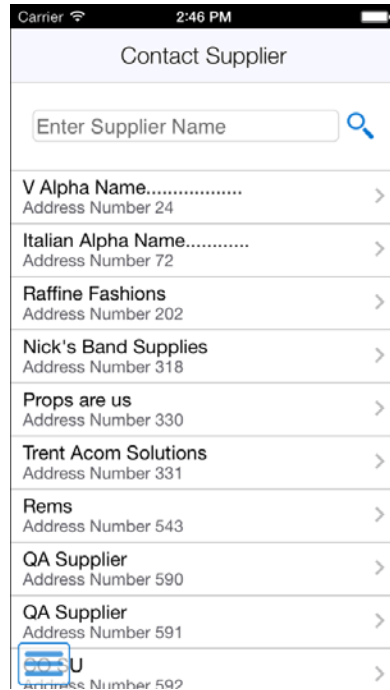 Carrier 2:46 PM
Contact Supplier
Enter Supplier Name
V Alpha Name..................
Address Number 24
Italian Alpha Name............
Address Number 72
Raffine Fashions
Address Number 202
Nick's Band Supplies
Address Number 318
Props are us
Address Number 330
Trent Acom Solutions
Address Number 331
Rems
Address Number 543
QA Supplier
Address Number 590
QA Supplier
Address Number 591
CO SU
Address Number 592